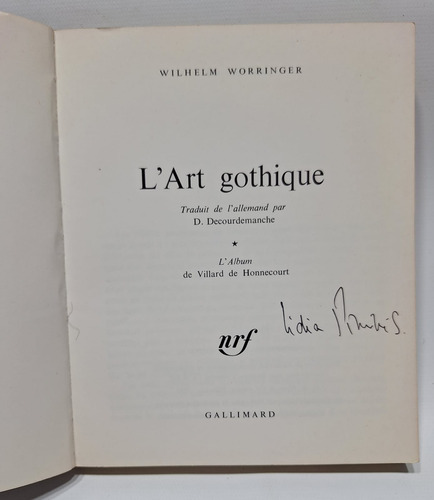 WILHELM WORRINGER
L'Art gothique
Traduit de l'allemand par
D. Decourdemanche
★
L'Album
de Villard de Honnecourt
Lidia
nrf
GALLIMARD